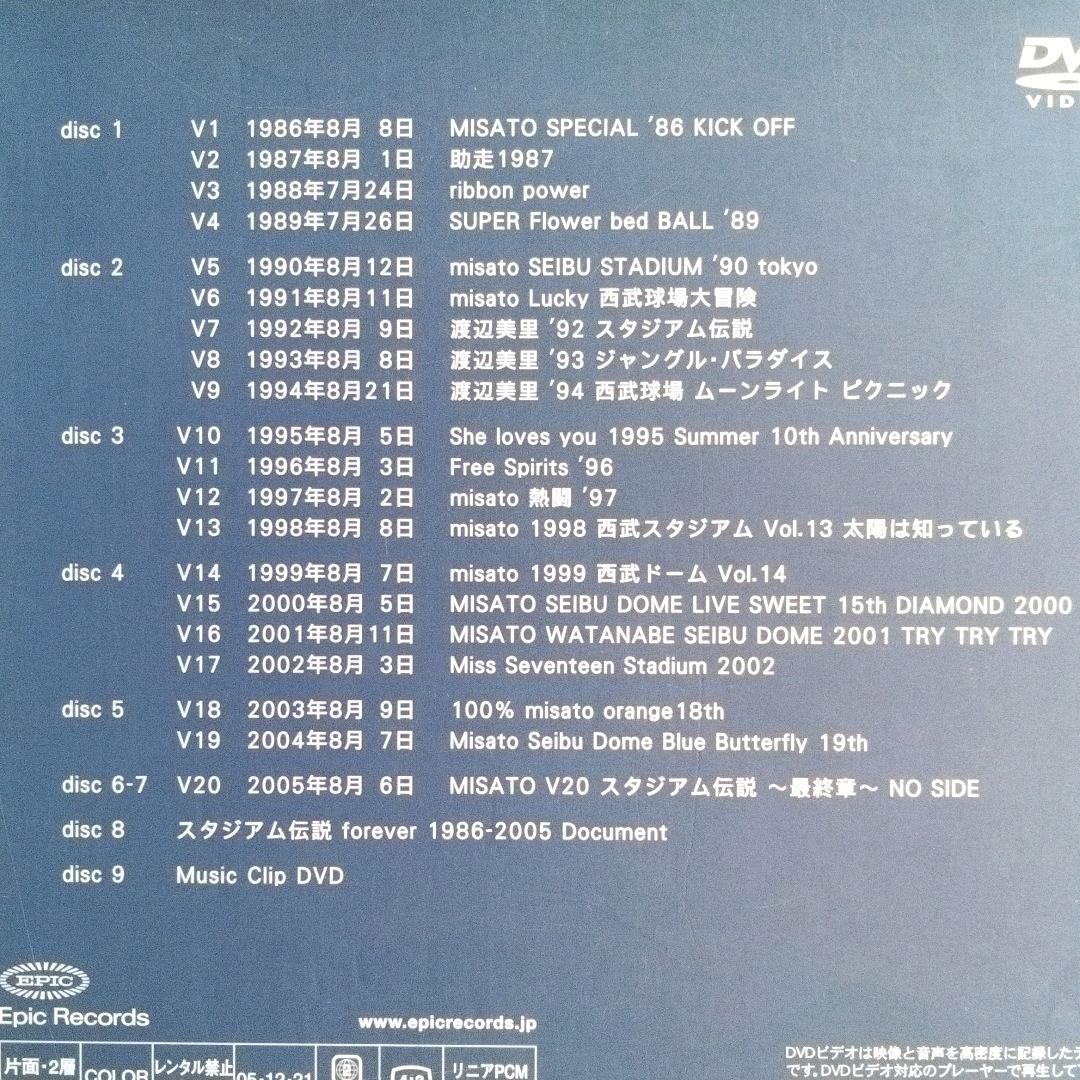 DV
VID
disc 1 V1 1986年8月 8日 MISATO SPECIAL '86 KICK OFF
V2 1987年8月 1日 助走1987
V3 1988年7月24日 ribbon power
V4 1989年7月26日 SUPER Flower bed BALL '89
disc 2 V5 1990年8月12日 misato SEIBU STADIUM '90 tokyo
V6 1991年8月11日 misato Lucky 西武球場大冒険
V7 1992年8月 9日 渡辺美里 '92 スタジアム伝説
V8 1993年8月 8日 渡辺美里 '93 ジャングル・パラダイス
V9 1994年8月21日 渡辺美里 '94 西武球場 ムーンライト ピクニック
disc 3 V10 1995年8月 5日 She loves you 1995 Summer 10th Anniversary
V11 1996年8月 3日 Free Spirits '96
V12 1997年8月 2日 misato 熱闘 '97
V13 1998年8月 8日 misato 1998 西武スタジアム Vol.13 太陽は知っている
disc 4 V14 1999年8月 7日 misato 1999 西武ドーム Vol.14
V15 2000年8月 5日 MISATO SEIBU DOME LIVE SWEET 15th DIAMOND 2000
V16 2001年8月11日 MISATO WATANABE SEIBU DOME 2001 TRY TRY TRY
V17 2002年8月 3日 Miss Seventeen Stadium 2002
disc 5 V18 2003年8月 9日 100% misato orange18th
V19 2004年8月 7日 Misato Seibu Dome Blue Butterfly 19th
disc 6-7 V20 2005年8月 6日 MISATO V20 スタジアム伝説 ～最終章～ NO SIDE
disc 8 スタジアム伝説 forever 1986-2005 Document
disc 9 Music Clip DVD
EPIC
Epic Records
www.epicrecords.jp
片面・2層 COLOR レンタル禁止 05-12-21 2 4:3 リニアPCM
DVDビデオは映像と音声を高密度に記録した
です。DVDビデオ対応のプレーヤーで再生して